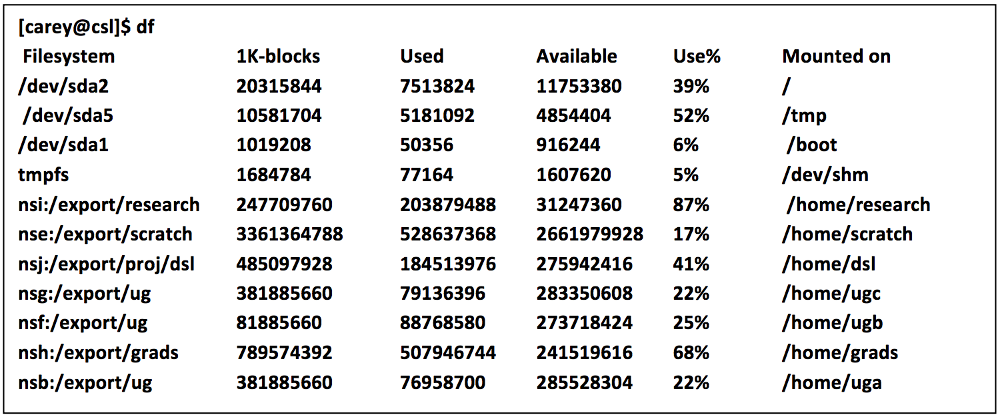 [carey@csl]$ df
Filesystem 1K-blocks Used Available Use% Mounted on
/dev/sda2 20315844 7513824 11753380 39% /
/dev/sda5 10581704 5181092 4854404 52% /tmp
/dev/sda1 1019208 50356 916244 6% /boot
tmpfs 1684784 77164 1607620 5% /dev/shm
nsi:/export/research 247709760 203879488 31247360 87% /home/research
nse:/export/scratch 3361364788 528637368 2661979928 17% /home/scratch
nsj:/export/proj/dsl 485097928 184513976 275942416 41% /home/dsl
nsg:/export/ug 381885660 79136396 283350608 22% /home/ugc
nsf:/export/ug 81885660 88768580 273718424 25% /home/ugb
nsh:/export/grads 789574392 507946744 241519616 68% /home/grads
nsb:/export/ug 381885660 76958700 285528304 22% /home/uga